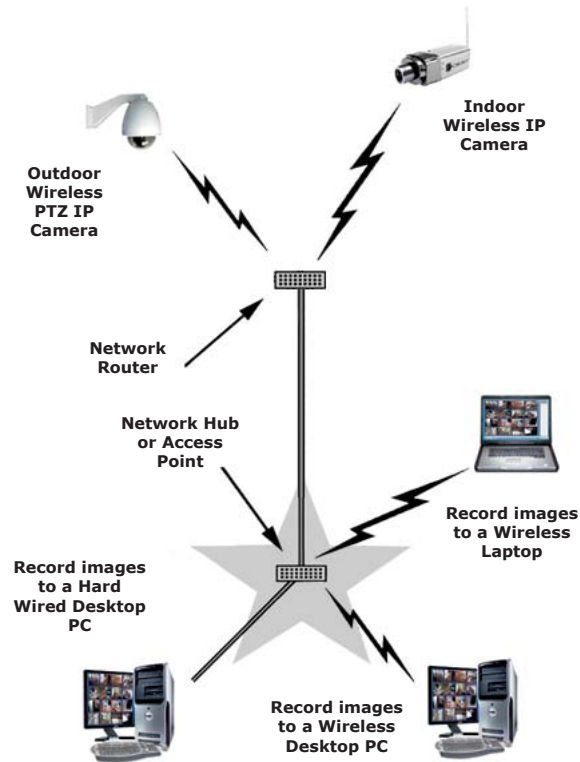 Indoor
Wireless IP
Camera
Outdoor
Wireless
PTZ IP
Camera
Network
Router
Network Hub
or Access
Point
Record images
to a Wireless
Laptop
Record images
to a Hard
Wired Desktop
PC
Record images
to a Wireless
Desktop PC